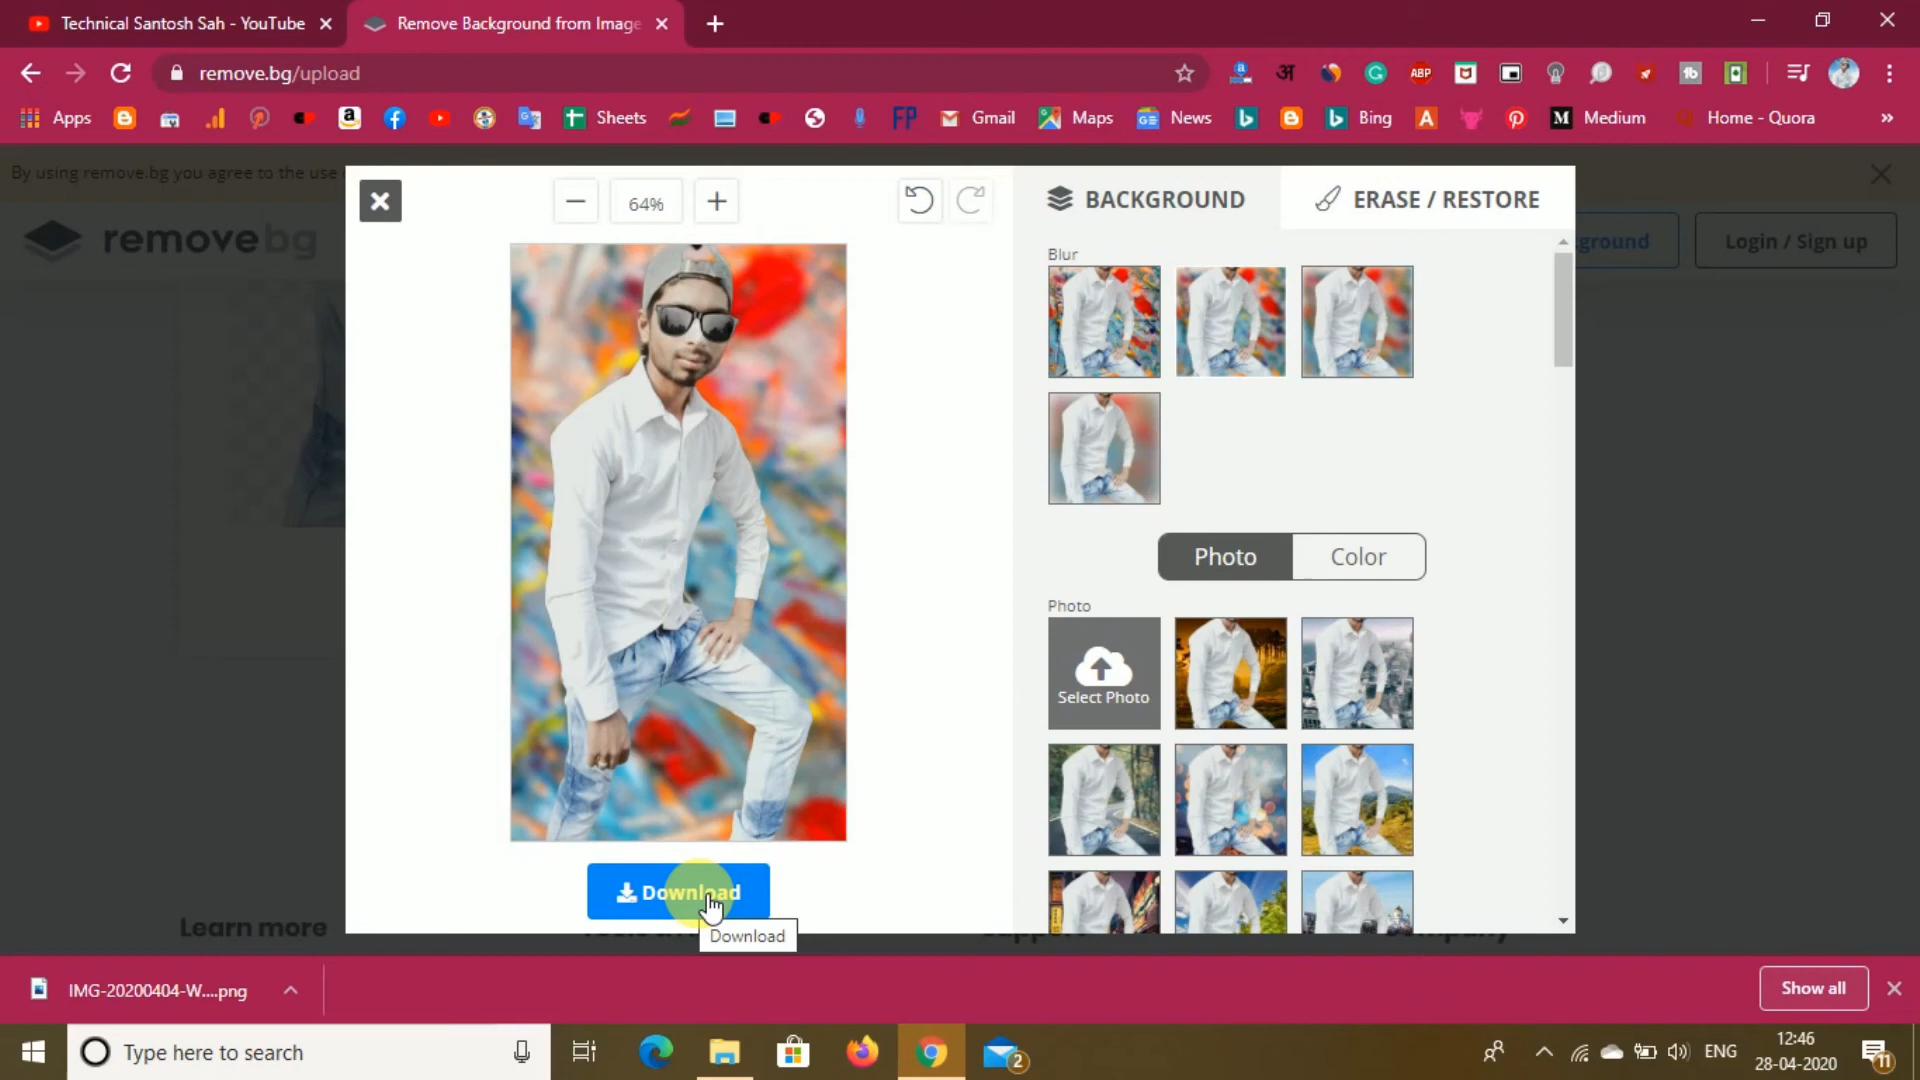 Technical Santosh Sah - YouTube
Remove Background from Image
remove.bg/upload
Apps
Sheets
FP
Gmail
Maps
News
Bing
Medium
Home - Quora
By using remove.bg you agree to the use
removebg
64%
BACKGROUND
ERASE / RESTORE
Login / Sign up
Blur
Photo
Color
Photo
Select Photo
Download
Download
Learn more
IMG-20200404-W....png
Show all
Type here to search
2
ENG
12:46
28-04-2020
11